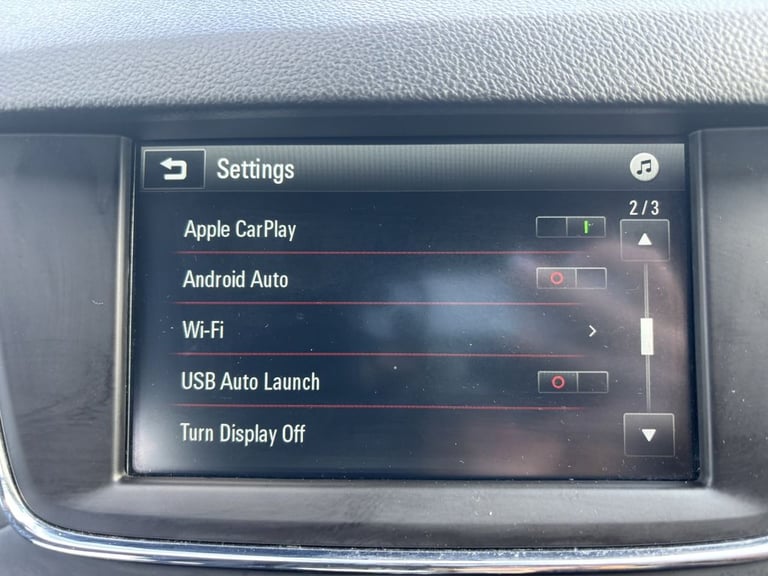 Settings
2/3
Apple CarPlay
Android Auto
Wi-Fi
USB Auto Launch
Turn Display Off